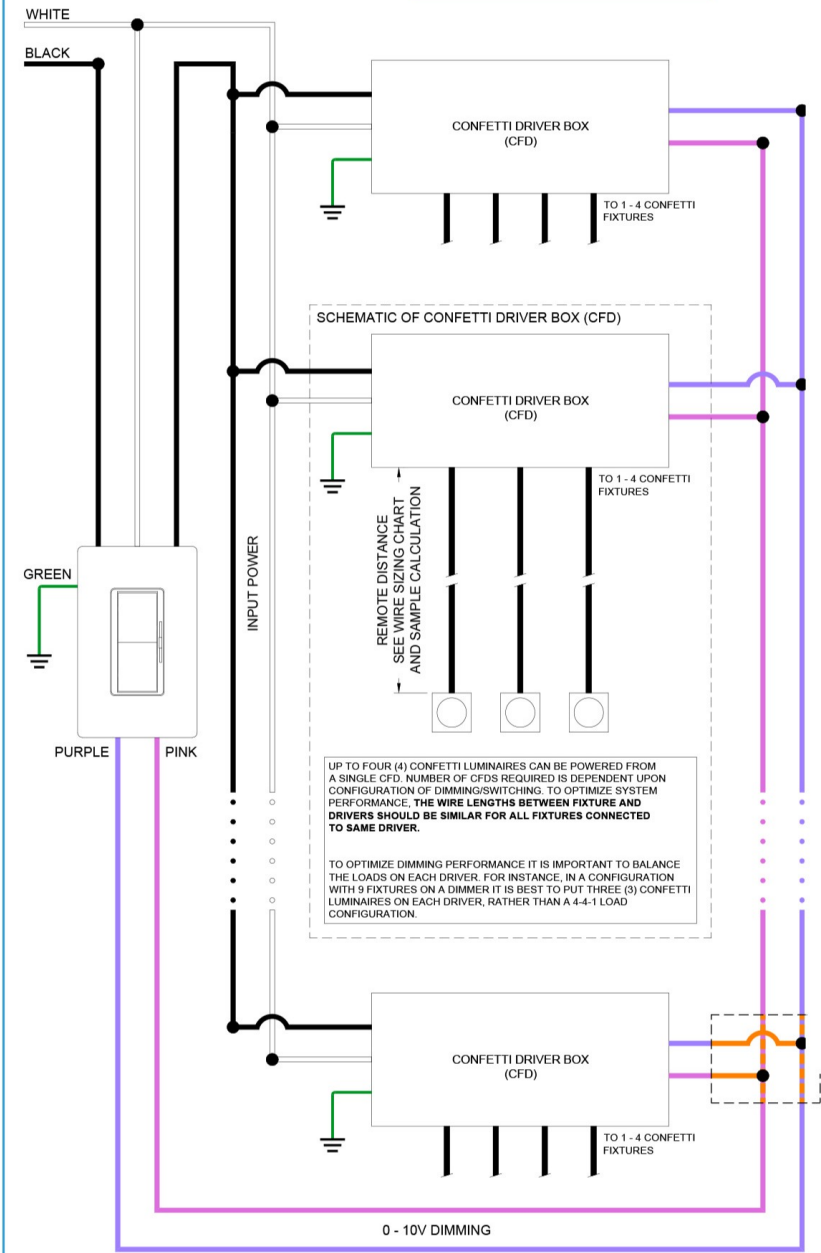 WHITE
BLACK
CONFETTI DRIVER BOX
(CFD)
TO 1 - 4 CONFETTI
FIXTURES
SCHEMATIC OF CONFETTI DRIVER BOX (CFD)
CONFETTI DRIVER BOX
(CFD)
TO 1 - 4 CONFETTI
FIXTURES
REMOTE DISTANCE
SEE WIRE SIZING CHART
AND SAMPLE CALCULATION
INPUT POWER
GREEN
PURPLE
PINK
UP TO FOUR (4) CONFETTI LUMINAIRES CAN BE POWERED FROM
A SINGLE CFD. NUMBER OF CFDS REQUIRED IS DEPENDENT UPON
CONFIGURATION OF DIMMING/SWITCHING. TO OPTIMIZE SYSTEM
PERFORMANCE, THE WIRE LENGTHS BETWEEN FIXTURE AND
DRIVERS SHOULD BE SIMILAR FOR ALL FIXTURES CONNECTED
TO SAME DRIVER.
TO OPTIMIZE DIMMING PERFORMANCE IT IS IMPORTANT TO BALANCE
THE LOADS ON EACH DRIVER. FOR INSTANCE, IN A CONFIGURATION
WITH 9 FIXTURES ON A DIMMER IT IS BEST TO PUT THREE (3) CONFETTI
LUMINAIRES ON EACH DRIVER, RATHER THAN A 4-4-1 LOAD
CONFIGURATION.
CONFETTI DRIVER BOX
(CFD)
TO 1 - 4 CONFETTI
FIXTURES
0 - 10V DIMMING